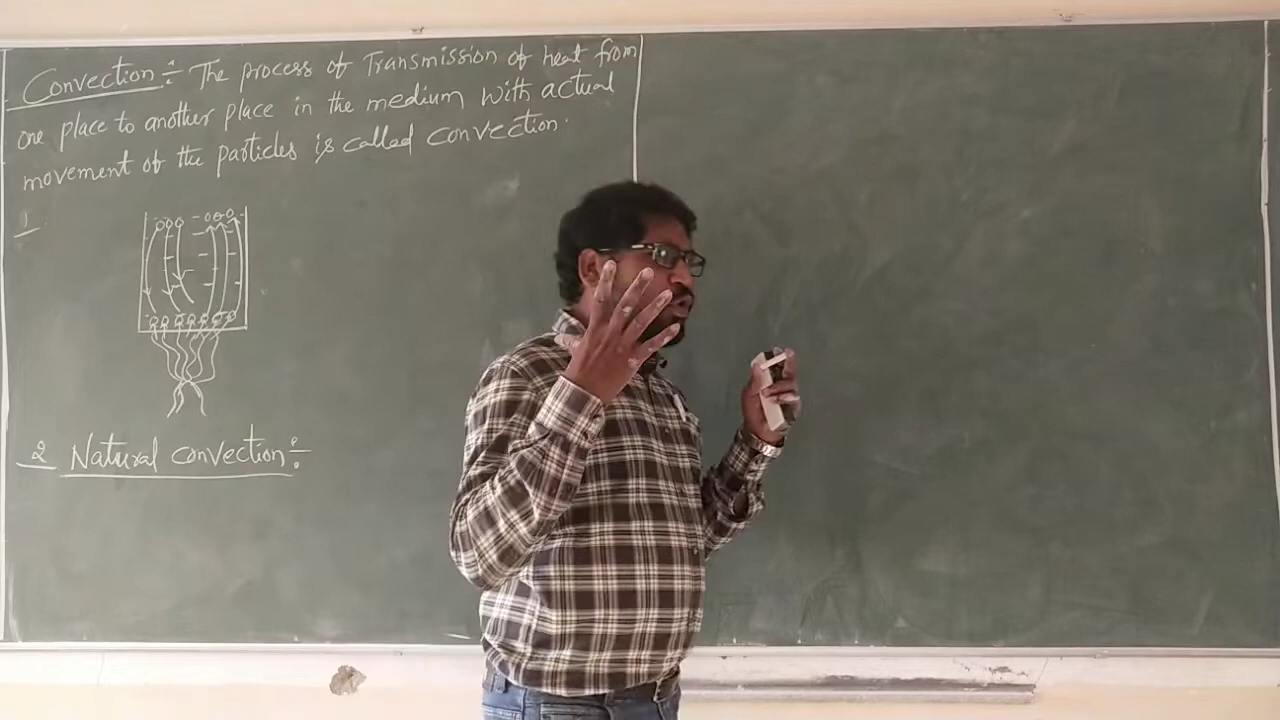 Convection :- The process of Transmission of heat from
one place to another place in the medium with actual
movement of the particles is called convection.
1
2 Natural convection :-